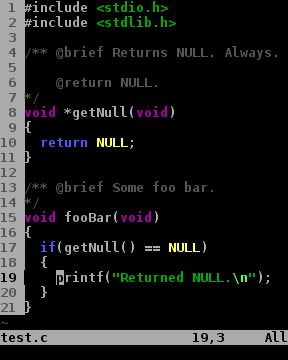 1 #include <stdio.h>
2 #include <stdlib.h>
3
4 /** @brief Returns NULL. Always.
5
6     @return NULL.
7 */
8 void *getNull(void)
9 {
10   return NULL;
11 }
12
13 /** @brief Some foo bar.
14 */
15 void fooBar(void)
16 {
17   if(getNull() == NULL)
18   {
19     printf("Returned NULL.\n");
20   }
21 }
~
test.c 19,3 All